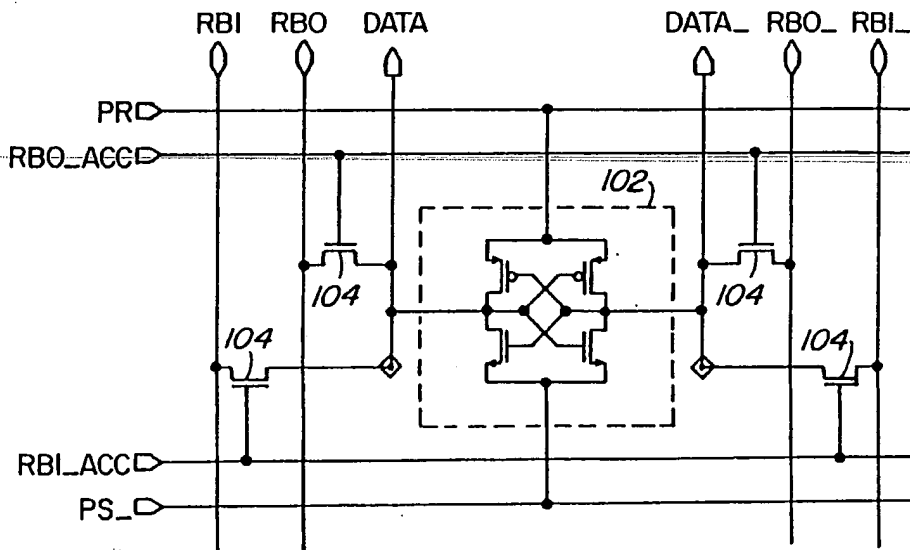 RBI RBO DATA DATA_ RBO_ RBI_
PR
RBO_ACC
102
104 104
104 104
RBI_ACC
PS_